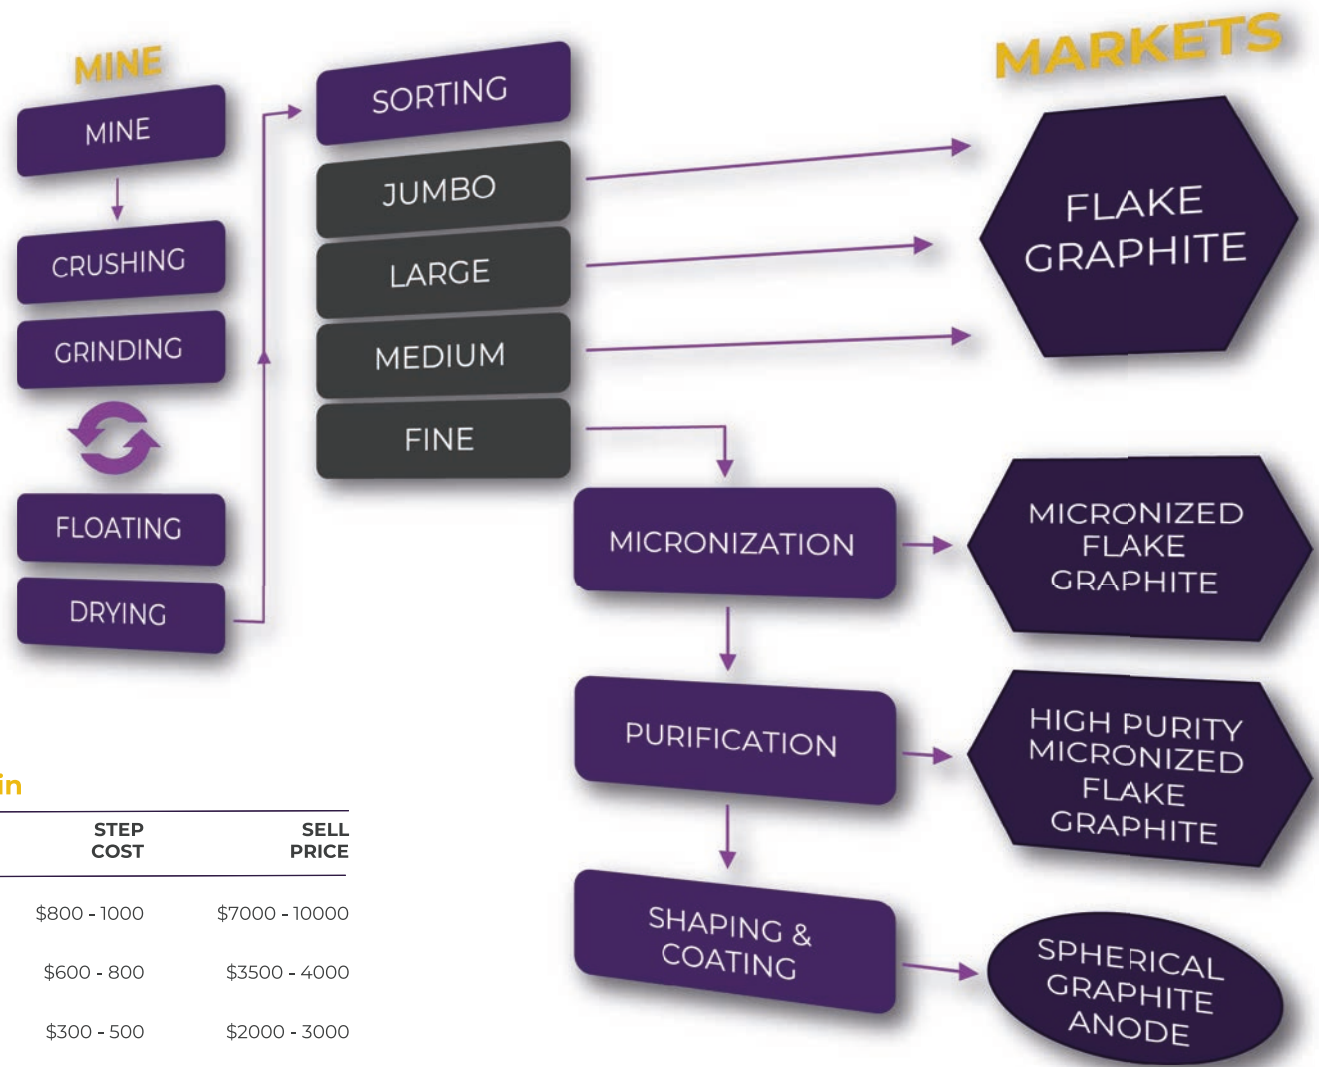 MINE
MINE
CRUSHING
GRINDING
FLOATING
DRYING
SORTING
JUMBO
LARGE
MEDIUM
FINE
MICRONIZATION
PURIFICATION
SHAPING &
COATING
MARKETS
FLAKE
GRAPHITE
MICRONIZED
FLAKE
GRAPHITE
HIGH PURITY
MICRONIZED
FLAKE
GRAPHITE
SPHERICAL
GRAPHITE
ANODE
in
STEP
COST
SELL
PRICE
$800 - 1000 $7000 - 10000
$600 - 800 $3500 - 4000
$300 - 500 $2000 - 3000